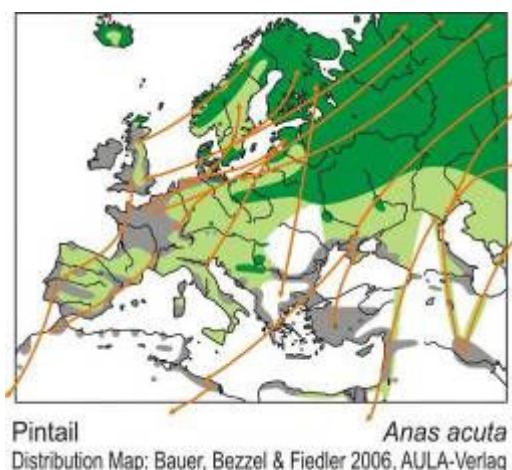 Pintail Anas acuta
Distribution Map: Bauer, Bezzel & Fiedler 2006, AULA-Verlag